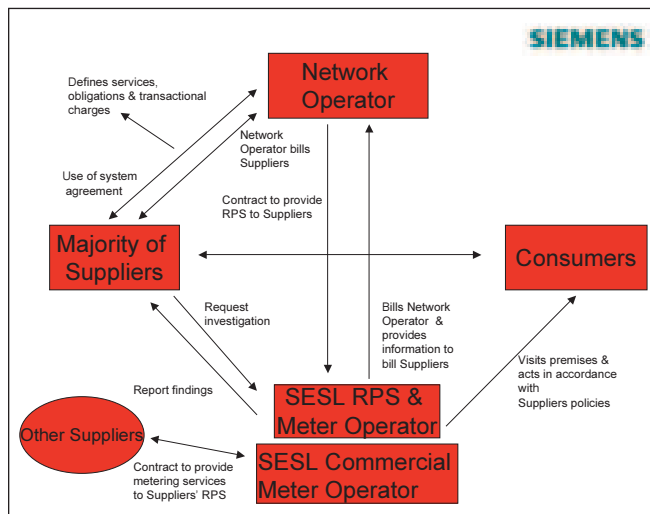 SIEMENS
Network
Operator
Defines services,
obligations & transactional
charges
Network
Operator bills
Suppliers
Use of system
agreement
Contract to provide
RPS to Suppliers
Majority of
Suppliers
Consumers
Request
investigation
Bills Network
Operator &
provides
information to
bill Suppliers
Visits premises &
acts in accordance
with
Suppliers policies
Report findings
SESL RPS &
Meter Operator
Other Suppliers
SESL Commercial
Meter Operator
Contract to provide
metering services
to Suppliers' RPS